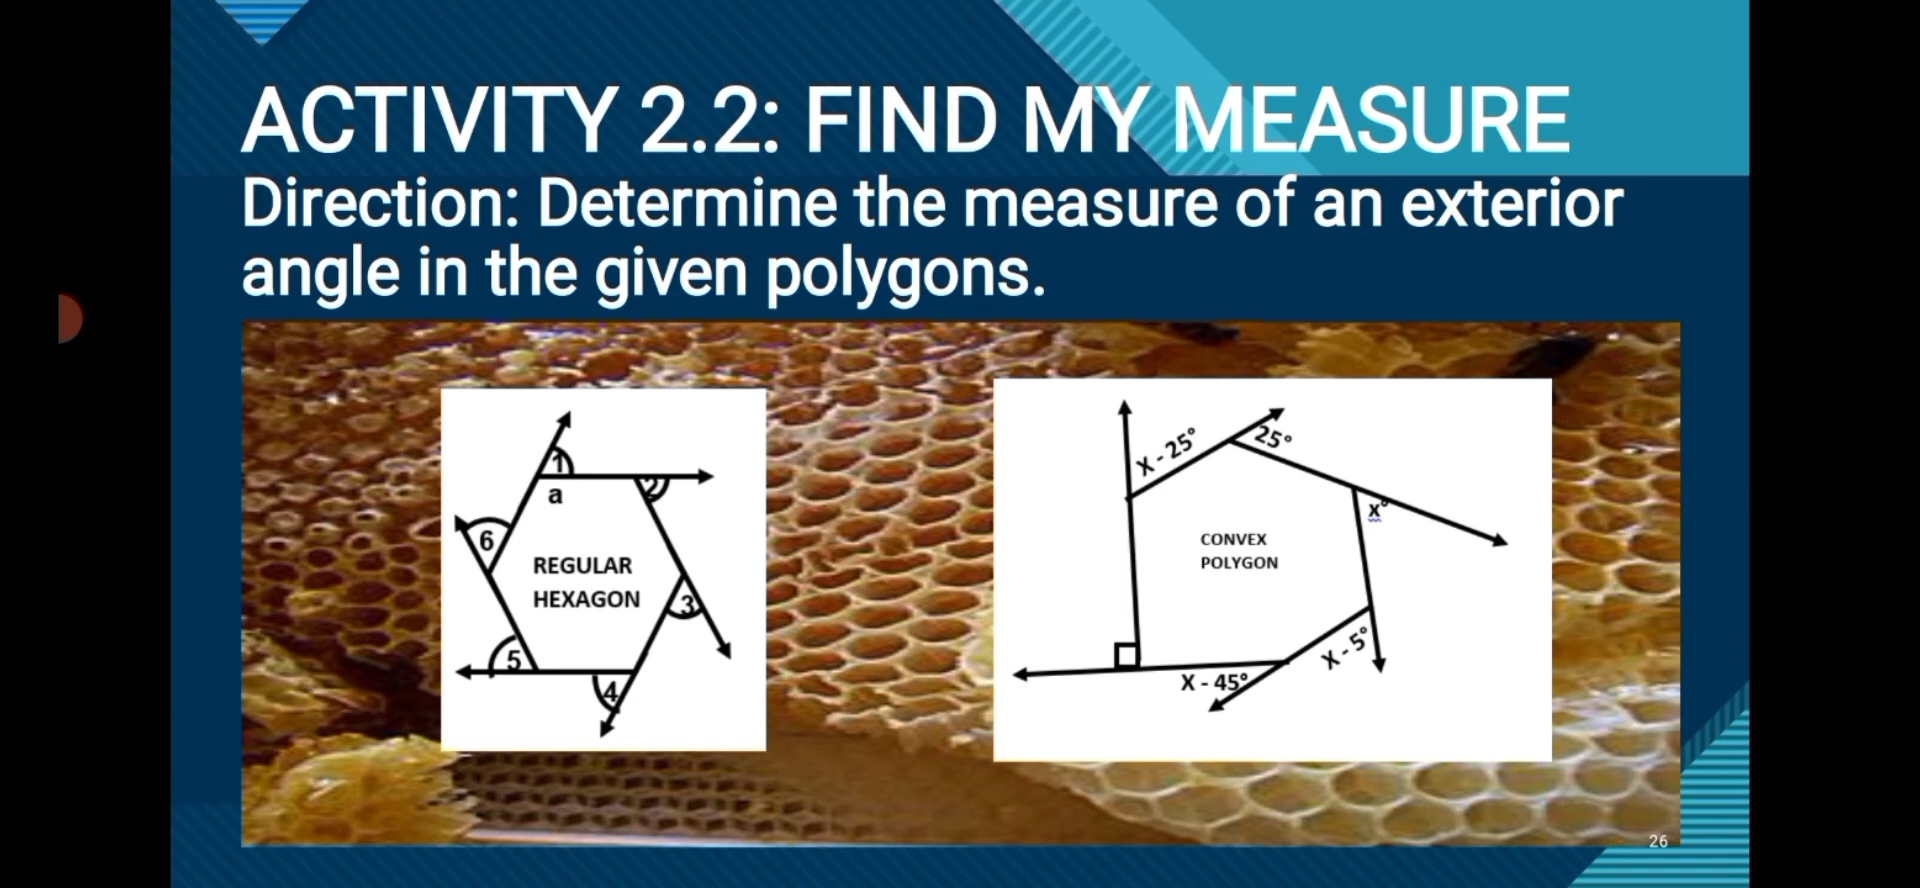 ACTIVITY 2.2: FIND MY MEASURE
Direction: Determine the measure of an exterior
angle in the given polygons.
1
a
2
6
REGULAR
HEXAGON
3
5
4
X - 25°
25°
x°
CONVEX
POLYGON
X - 5°
X - 45°
26